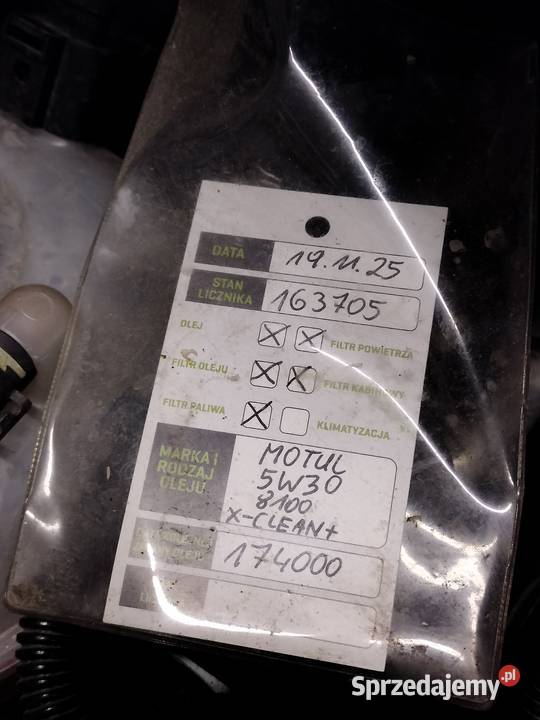 DATA 19.11.25
STAN LICZNIKA 163705
OLEJ FILTR POWIETRZA
FILTR OLEJU FILTR KABINOWY
FILTR PALIWA KLIMATYZACJA
MARKA I RODZAJ OLEJU
MOTUL
5W30
8100
X-CLEAN+
174000
Sprzedajemy.pl